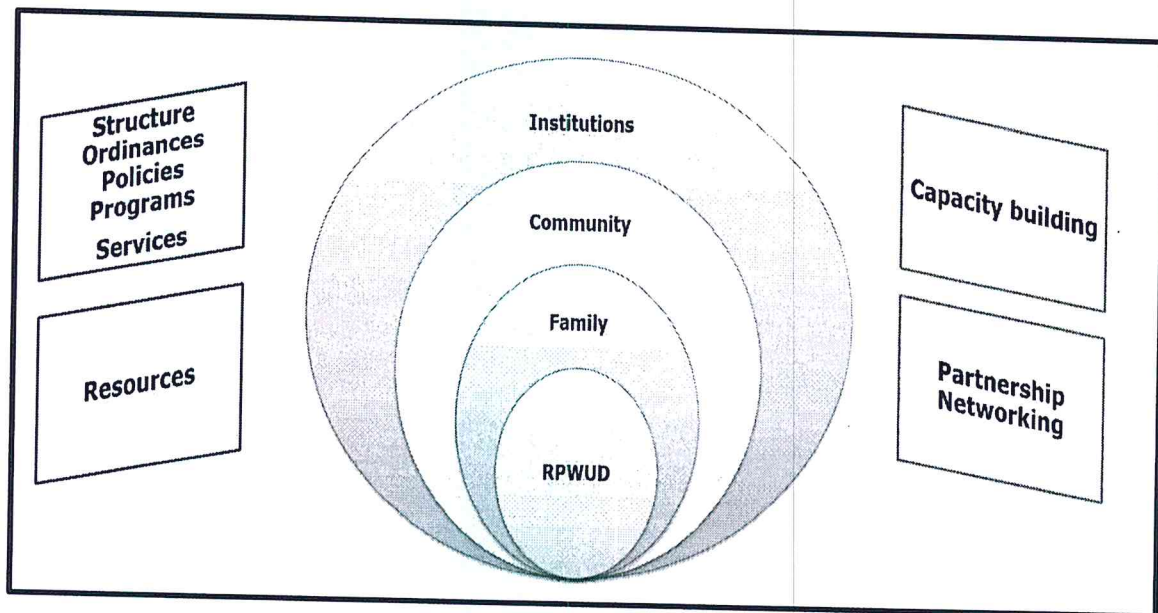 Structure
Ordinances
Policies
Programs
Services
Resources
Institutions
Community
Family
RPWUD
Capacity building
Partnership
Networking